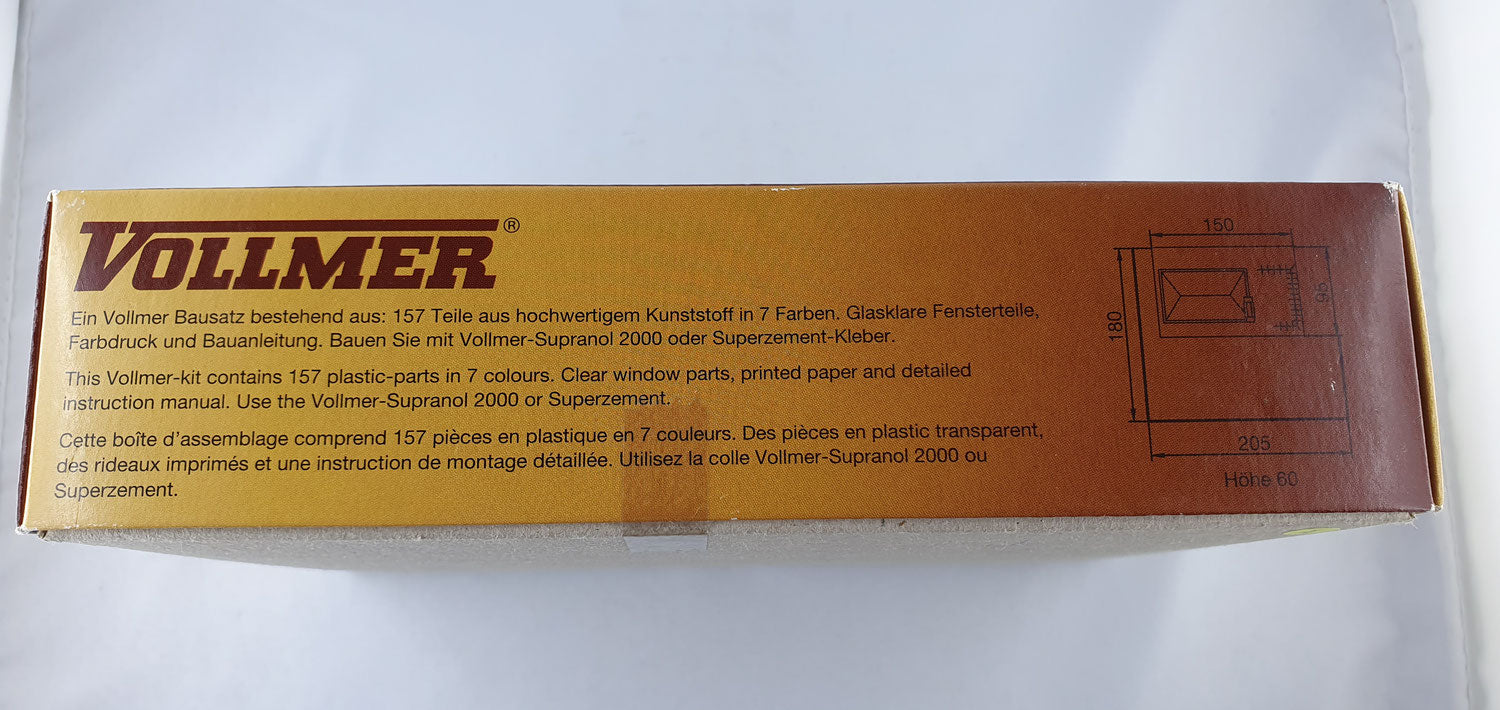 VOLLMER®
Ein Vollmer Bausatz bestehend aus: 157 Teile aus hochwertigem Kunststoff in 7 Farben. Glasklare Fensterteile,
Farbdruck und Bauanleitung. Bauen Sie mit Vollmer-Supranol 2000 oder Superzement-Kleber.
This Vollmer-kit contains 157 plastic-parts in 7 colours. Clear window parts, printed paper and detailed
instruction manual. Use the Vollmer-Supranol 2000 or Superzement.
Cette boîte d'assemblage comprend 157 pièces en plastique en 7 couleurs. Des pièces en plastic transparent,
des rideaux imprimés et une instruction de montage détaillée. Utilisez la colle Vollmer-Supranol 2000 ou
Superzement.
150
95
180
205
Höhe 60